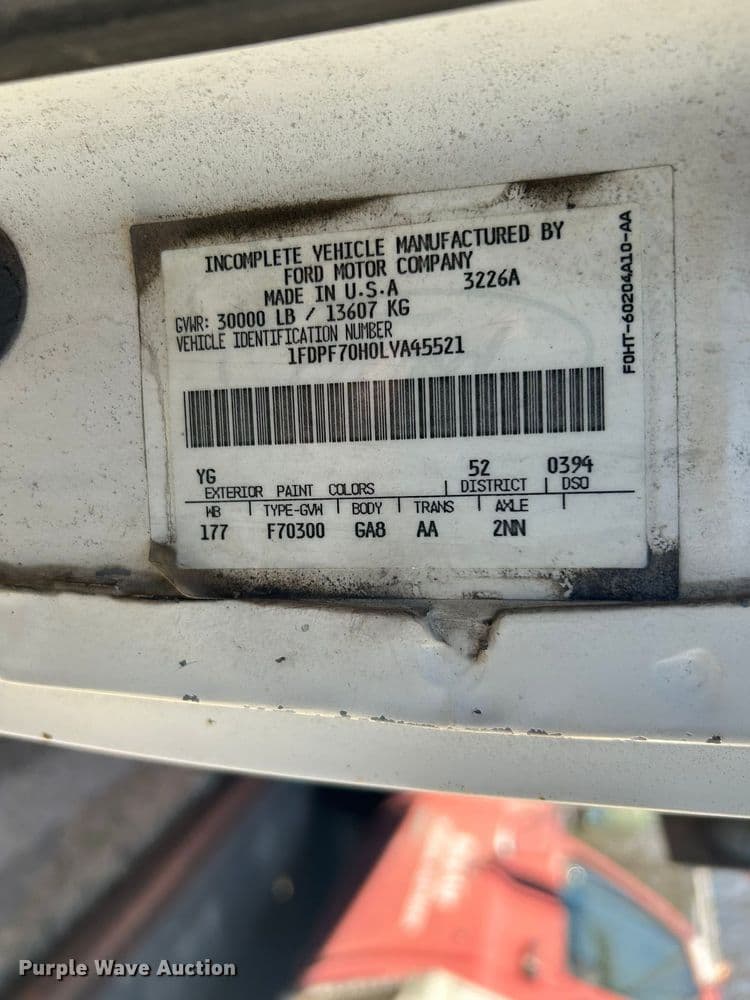 INCOMPLETE VEHICLE MANUFACTURED BY
FORD MOTOR COMPANY
MADE IN U.S.A 3226A
GVWR: 30000 LB / 13607 KG
VEHICLE IDENTIFICATION NUMBER
1FDPF70H0LVA45521
F0HT-60204A10-AA
YG 52 0394
EXTERIOR PAINT COLORS DISTRICT DSO
WB TYPE-GVW BODY TRANS AXLE
177 F70300 GA8 AA 2NN
Purple Wave Auction